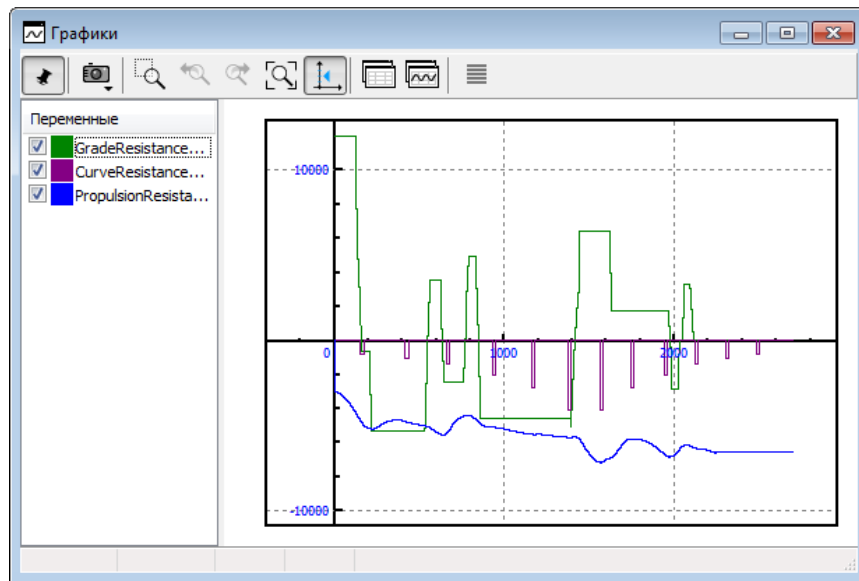 Графики
Переменные
GradeResistance...
CurveResistance...
PropulsionResista...
10000
0
1000
2000
-10000